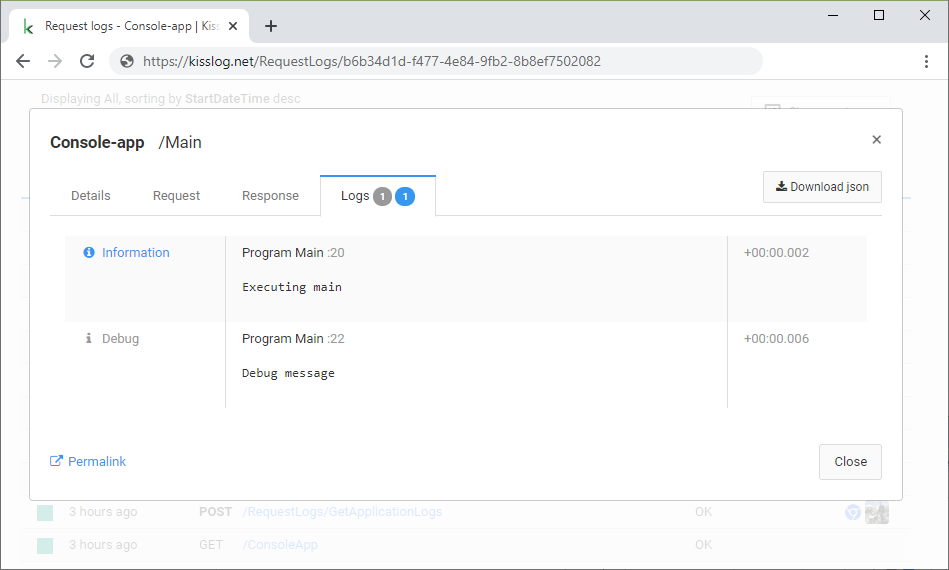 Request logs - Console-app | Kiss
https://kisslog.net/RequestLogs/b6b34d1d-f477-4e84-9fb2-8b8ef7502082
Displaying All, sorting by StartDateTime desc
Console-app /Main
Details Request Response Logs 1 1 Download json
Information Program Main :20 +00:00.002
Executing main
Debug Program Main :22 +00:00.006
Debug message
Permalink Close
3 hours ago POST /RequestLogs/GetApplicationLogs OK
3 hours ago GET /ConsoleApp OK